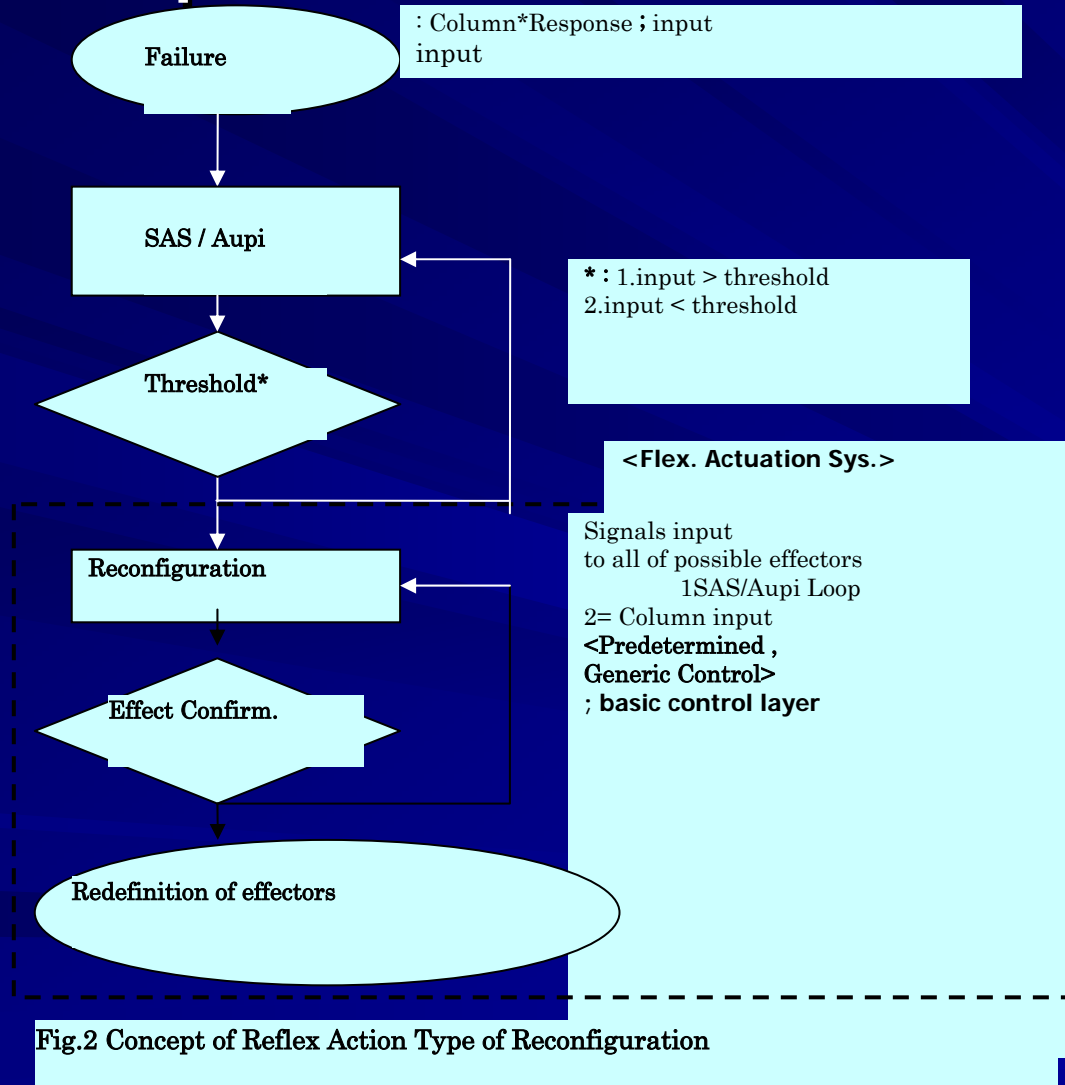 Failure
: Column*Response ; input
input
SAS / Aupi
* : 1.input > threshold
2.input < threshold
Threshold*
<Flex. Actuation Sys.>
Signals input
to all of possible effectors
1SAS/Aupi Loop
2= Column input
<Predetermined ,
Generic Control>
; basic control layer
Reconfiguration
Effect Confirm.
Redefinition of effectors
Fig.2 Concept of Reflex Action Type of Reconfiguration